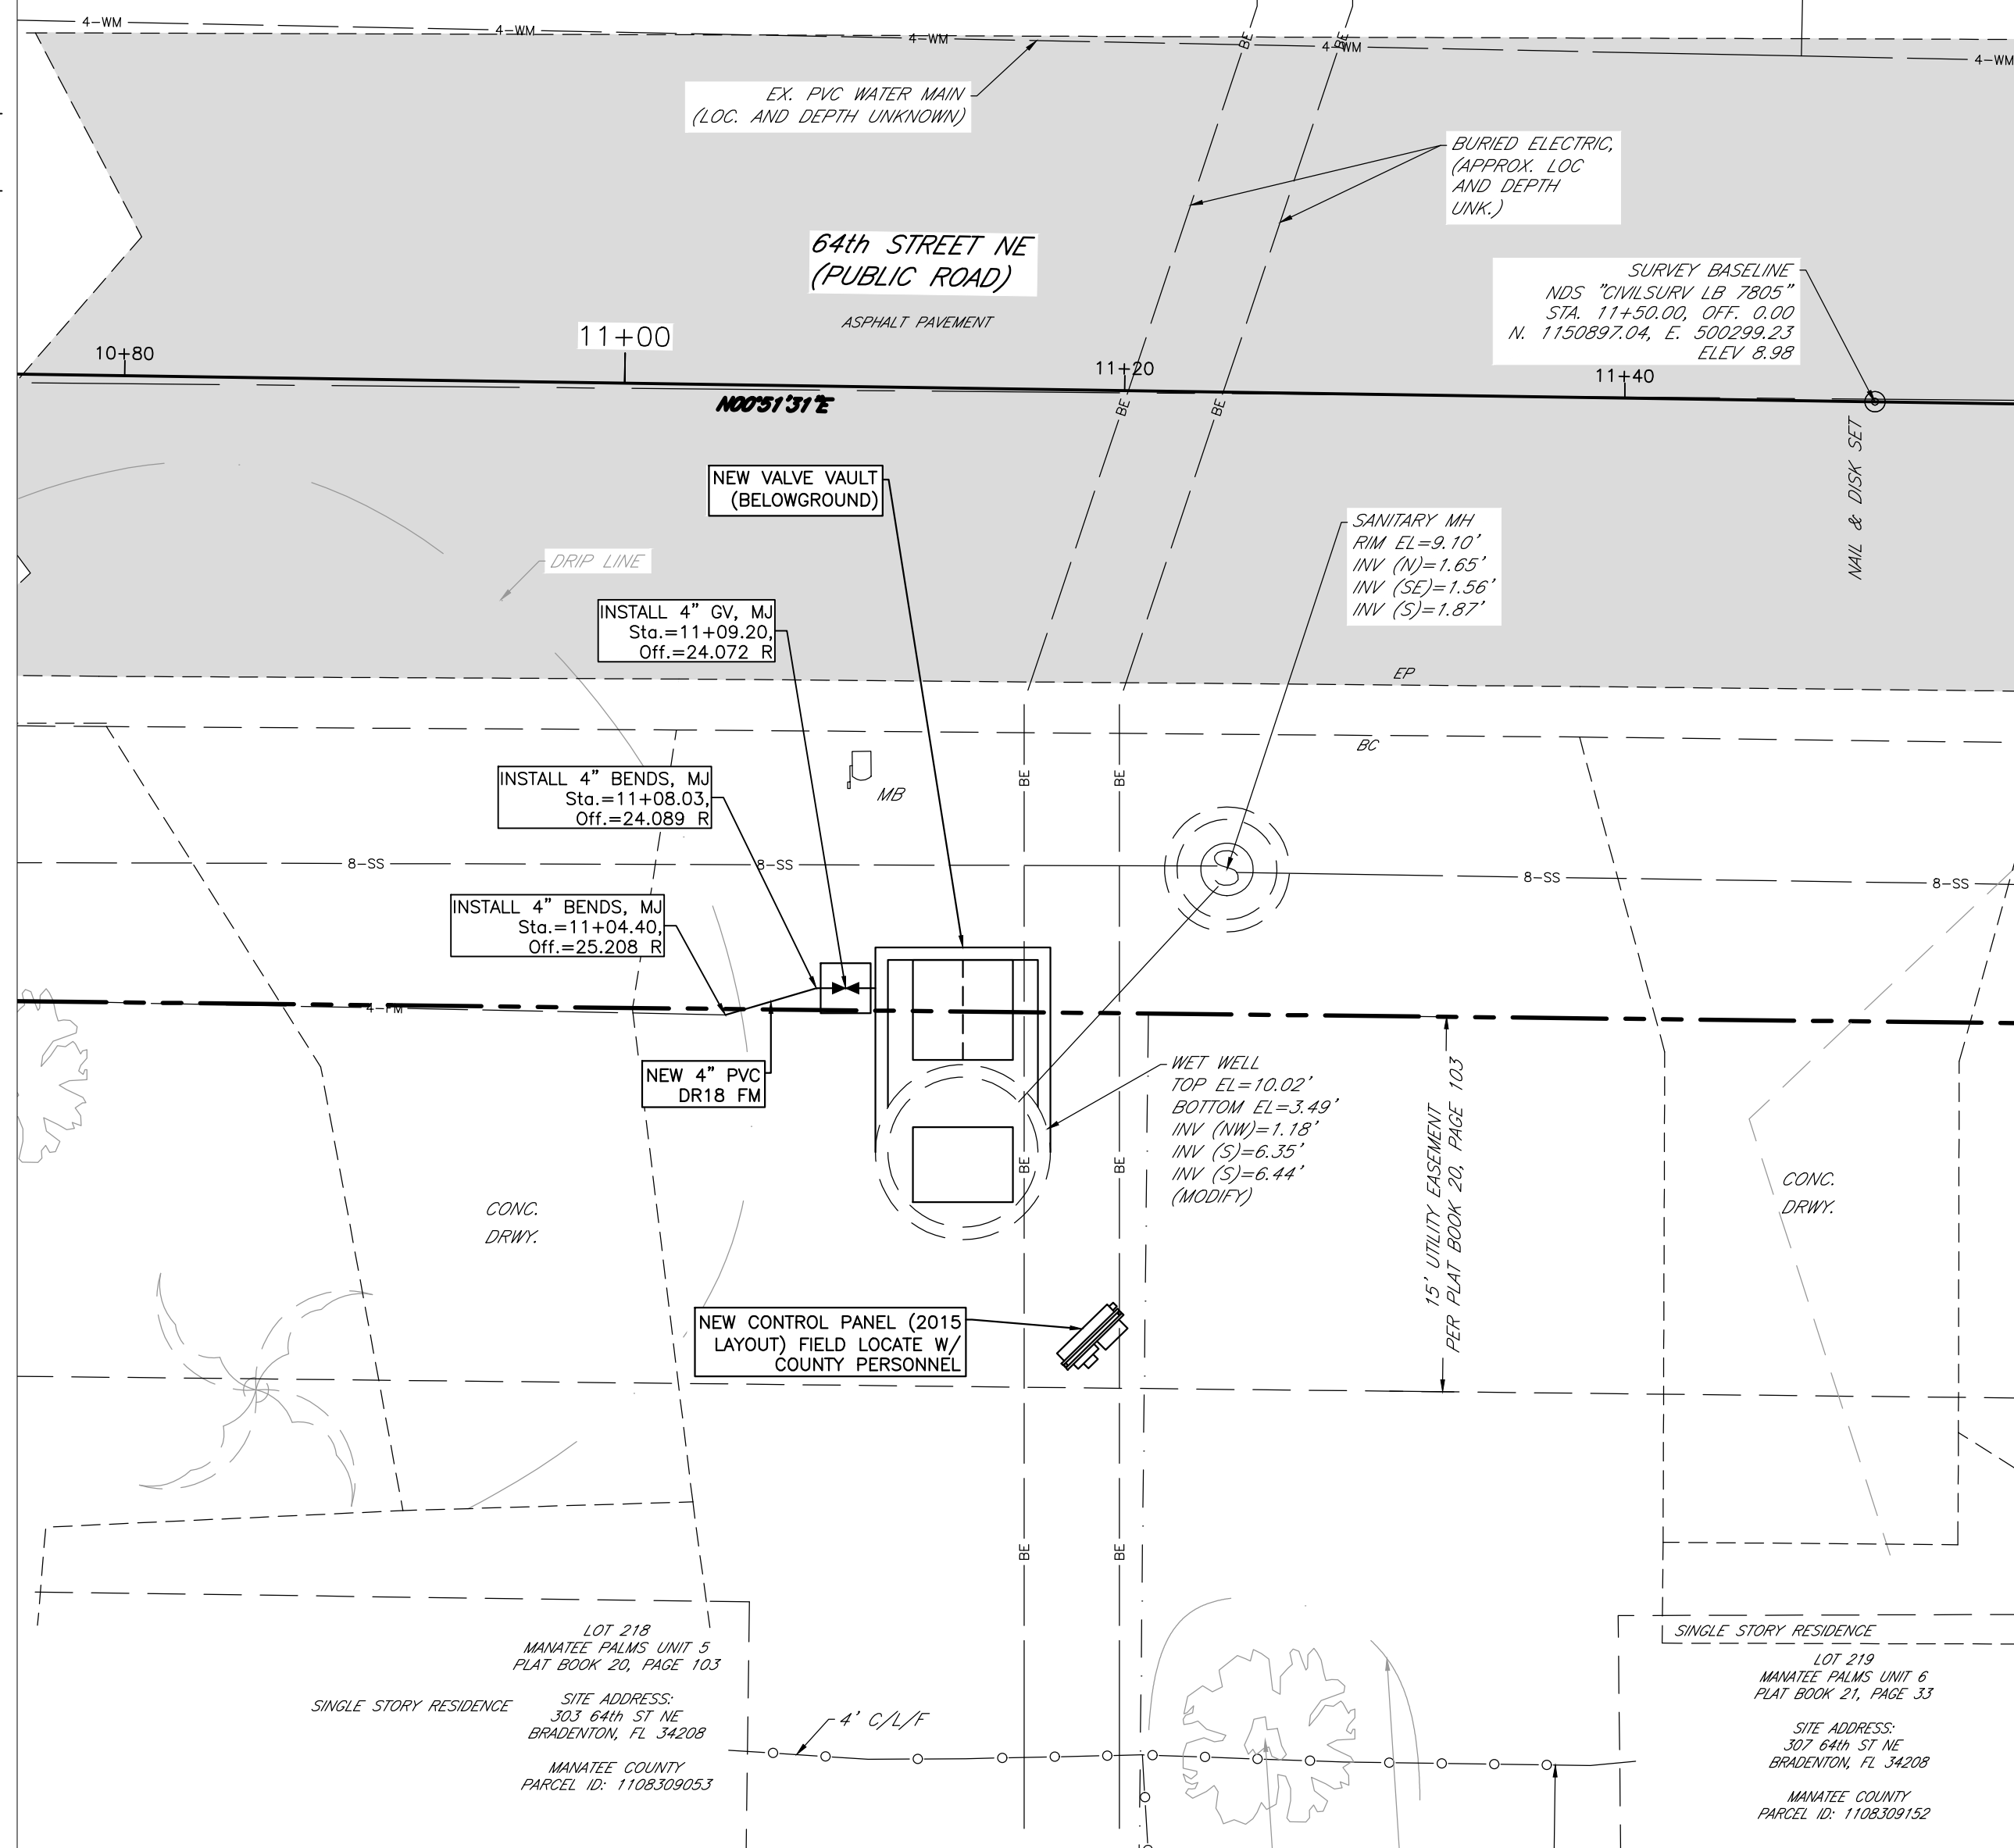 4-WM
4-WM
4-WM
4-WM
4-WM
BE
BE
EX. PVC WATER MAIN
(LOC. AND DEPTH UNKNOWN)
BURIED ELECTRIC,
(APPROX. LOC
AND DEPTH
UNK.)
64th STREET NE
(PUBLIC ROAD)
ASPHALT PAVEMENT
SURVEY BASELINE
NDS "CIVILSURV LB 7805"
STA. 11+50.00, OFF. 0.00
N. 1150897.04, E. 500299.23
ELEV 8.98
10+80
11+00
11+20
11+40
N00°51'31"E
BE
BE
NAIL & DISK SET
NEW VALVE VAULT
(BELOWGROUND)
DRIP LINE
SANITARY MH
RIM EL=9.10'
INV (N)=1.65'
INV (SE)=1.56'
INV (S)=1.87'
INSTALL 4" GV, MJ
Sta.=11+09.20,
Off.=24.072 R
EP
BC
INSTALL 4" BENDS, MJ
Sta.=11+08.03,
Off.=24.089 R
MB
BE
BE
8-SS
8-SS
8-SS
8-SS
INSTALL 4" BENDS, MJ
Sta.=11+04.40,
Off.=25.208 R
4-FM
NEW 4" PVC
DR18 FM
WET WELL
TOP EL=10.02'
BOTTOM EL=3.49'
INV (NW)=1.18'
INV (S)=6.35'
INV (S)=6.44'
(MODIFY)
BE
BE
15' UTILITY EASEMENT
PER PLAT BOOK 20, PAGE 103
CONC.
DRWY.
CONC.
DRWY.
NEW CONTROL PANEL (2015
LAYOUT) FIELD LOCATE W/
COUNTY PERSONNEL
BE
BE
LOT 218
MANATEE PALMS UNIT 5
PLAT BOOK 20, PAGE 103
SINGLE STORY RESIDENCE
SITE ADDRESS:
303 64th ST NE
BRADENTON, FL 34208
MANATEE COUNTY
PARCEL ID: 1108309053
4' C/L/F
SINGLE STORY RESIDENCE
LOT 219
MANATEE PALMS UNIT 6
PLAT BOOK 21, PAGE 33
SITE ADDRESS:
307 64th ST NE
BRADENTON, FL 34208
MANATEE COUNTY
PARCEL ID: 1108309152